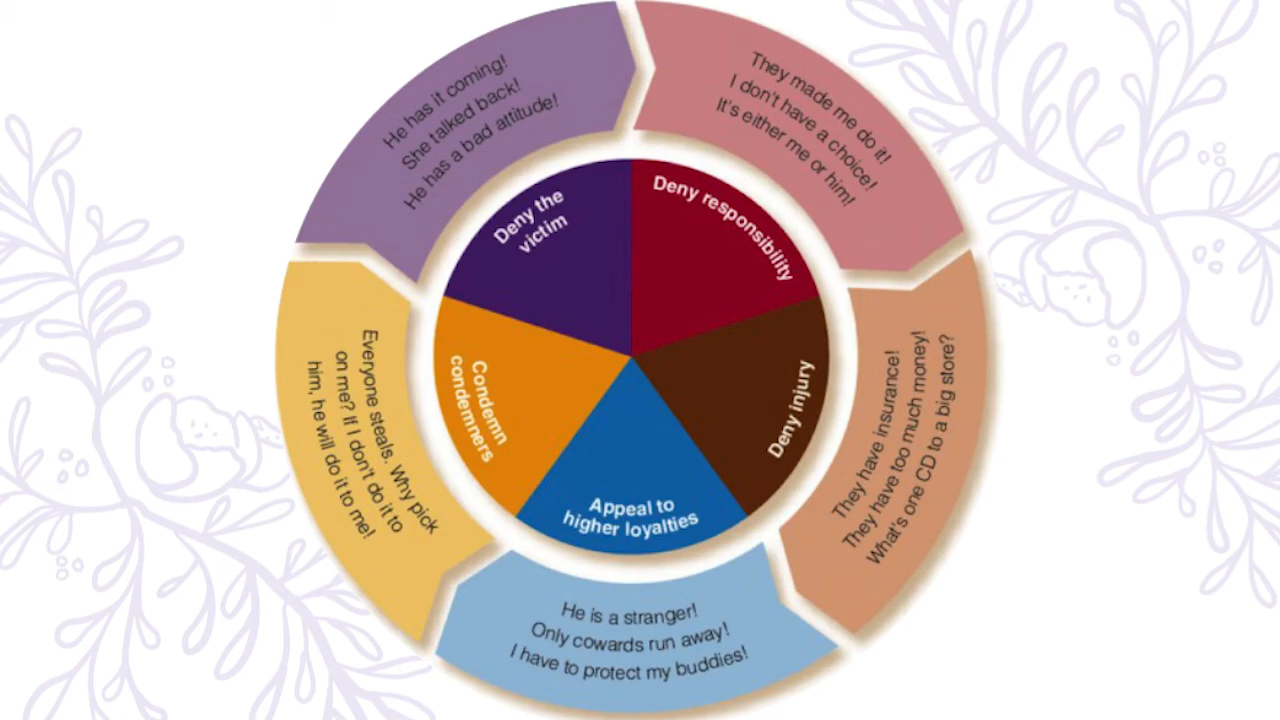 He has it coming!
She talked back!
He has a bad attitude!
They made me do it!
I don't have a choice!
It's either me or him!
Deny the
victim
Deny responsibility
Everyone steals. Why pick
on me? If I don't do it to
him, he will do it to me!
Condemn
condemners
Deny injury
They have insurance!
They have too much money!
What's one CD to a big store?
Appeal to
higher loyalties
He is a stranger!
Only cowards run away!
I have to protect my buddies!